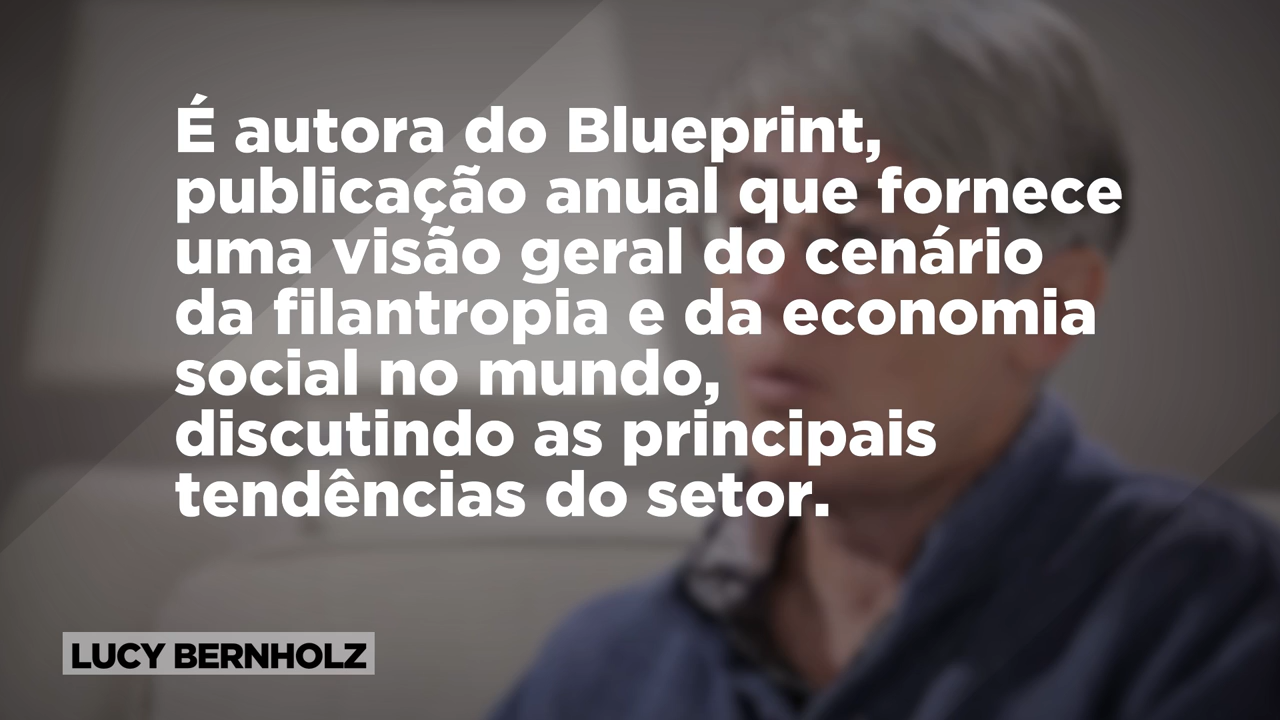 É autora do Blueprint,
publicação anual que fornece
uma visão geral do cenário
da filantropia e da economia
social no mundo,
discutindo as principais
tendências do setor.
LUCY BERNHOLZ